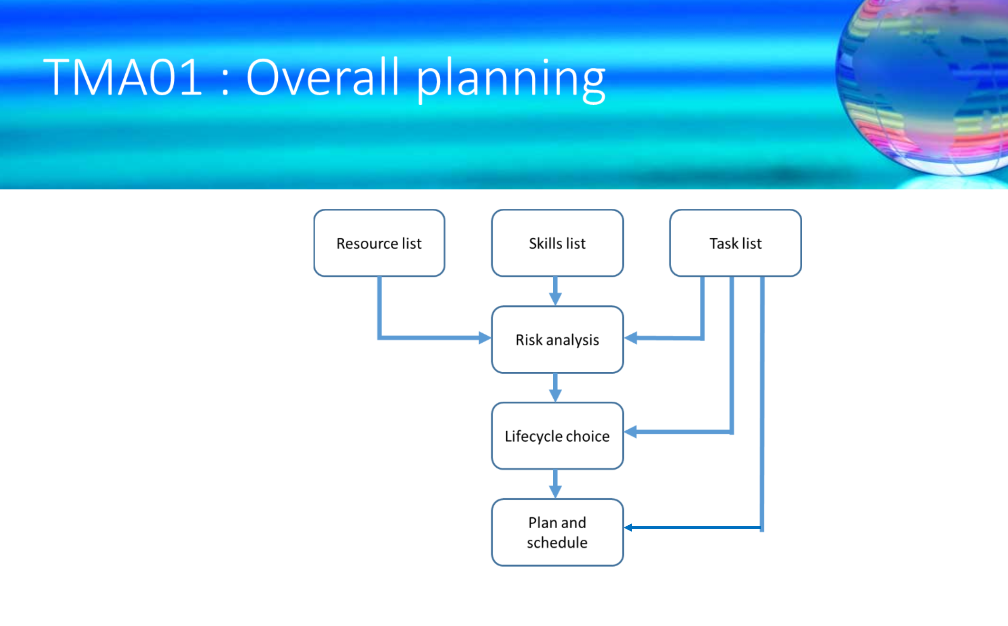 TMA01 : Overall planning
Resource list
Skills list
Task list
Risk analysis
Lifecycle choice
Plan and
schedule